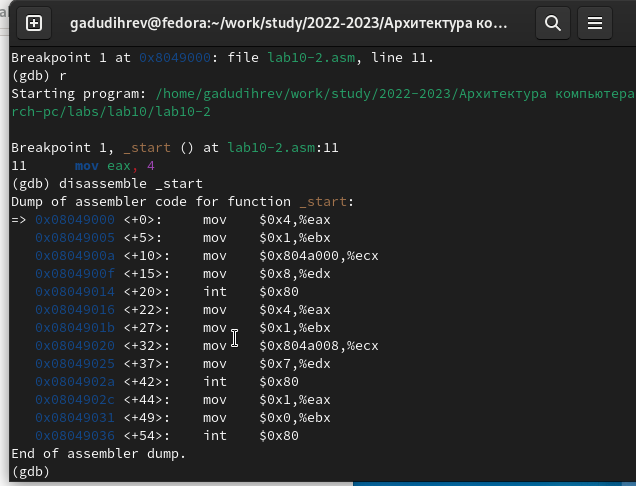 gadudihrev@fedora:~/work/study/2022-2023/Архитектура ко...
Breakpoint 1 at 0x8049000: file lab10-2.asm, line 11.
(gdb) r
Starting program: /home/gadudihrev/work/study/2022-2023/Архитектура компьютера
rch-pc/labs/lab10/lab10-2
Breakpoint 1, _start () at lab10-2.asm:11
11      mov eax, 4
(gdb) disassemble _start
Dump of assembler code for function _start:
=> 0x08049000 <+0>:     mov    $0x4,%eax
   0x08049005 <+5>:     mov    $0x1,%ebx
   0x0804900a <+10>:    mov    $0x804a000,%ecx
   0x0804900f <+15>:    mov    $0x8,%edx
   0x08049014 <+20>:    int    $0x80
   0x08049016 <+22>:    mov    $0x4,%eax
   0x0804901b <+27>:    mov    $0x1,%ebx
   0x08049020 <+32>:    mov    $0x804a008,%ecx
   0x08049025 <+37>:    mov    $0x7,%edx
   0x0804902a <+42>:    int    $0x80
   0x0804902c <+44>:    mov    $0x1,%eax
   0x08049031 <+49>:    mov    $0x0,%ebx
   0x08049036 <+54>:    int    $0x80
End of assembler dump.
(gdb)